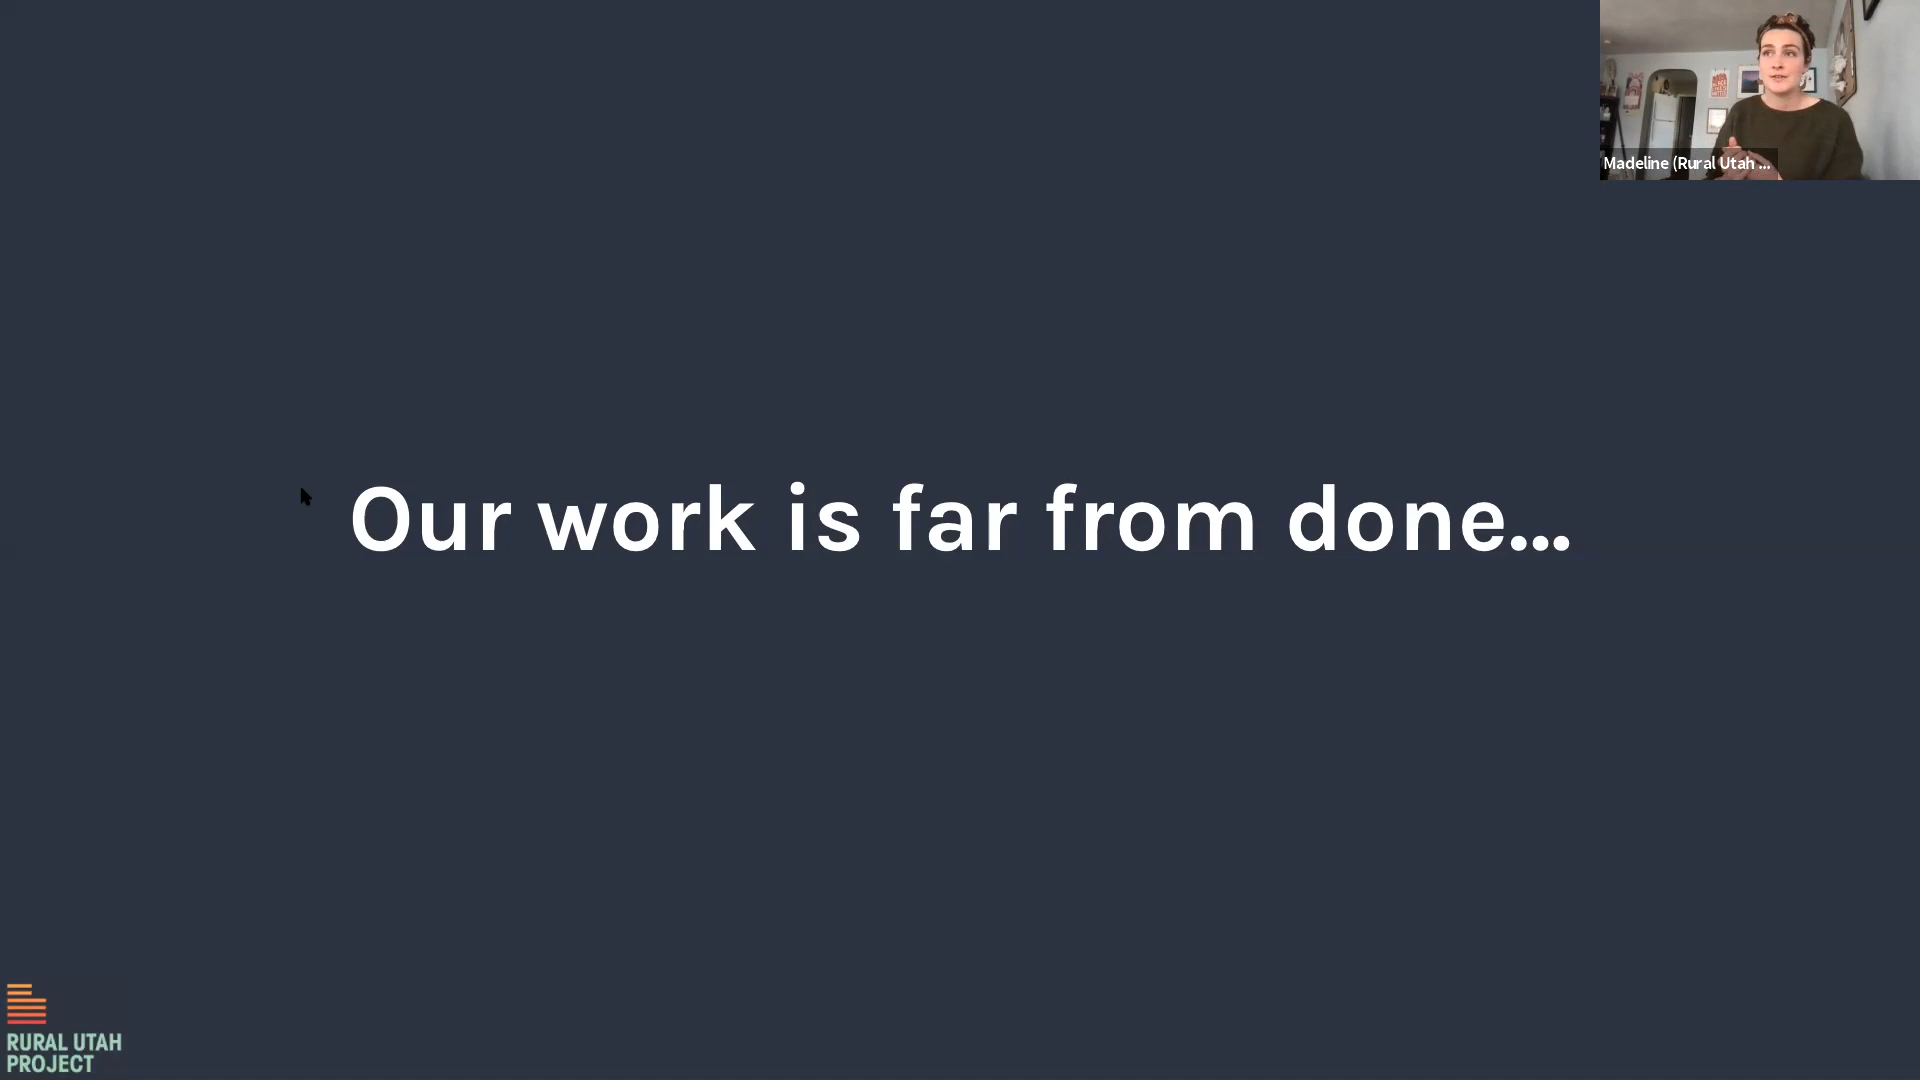 Madeline (Rural Utah ...
Our work is far from done...
RURAL UTAH
PROJECT